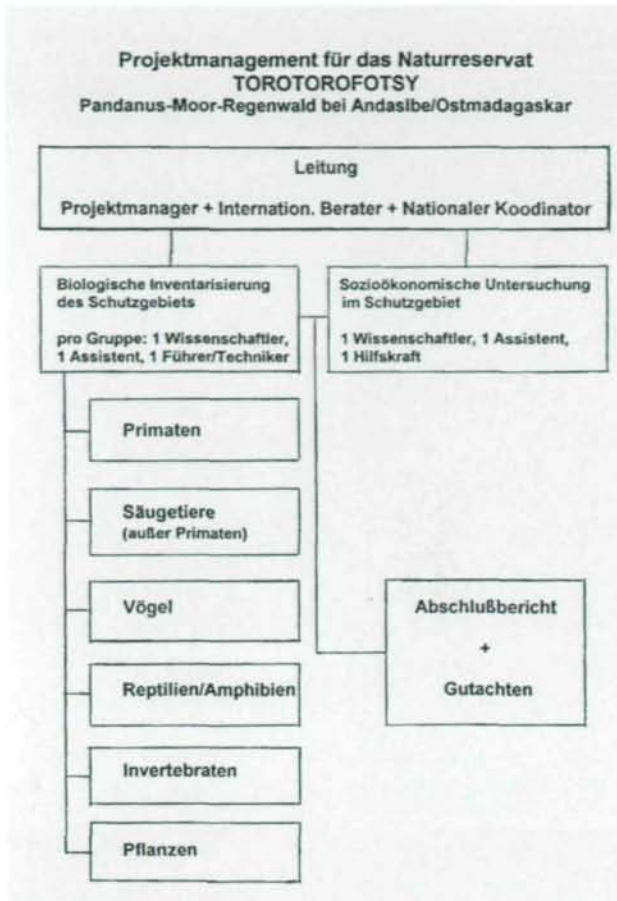 Projektmanagement für das Naturreservat
TOROTOROFOTSY
Pandanus-Moor-Regenwald bei Andasibe/Ostmadagaskar
Leitung
Projektmanager + Internation. Berater + Nationaler Koodinator
Biologische Inventarisierung
des Schutzgebiets
pro Gruppe: 1 Wissenschaftler,
1 Assistent, 1 Führer/Techniker
Sozioökonomische Untersuchung
im Schutzgebiet
1 Wissenschaftler, 1 Assistent,
1 Hilfskraft
Primaten
Säugetiere
(außer Primaten)
Vögel
Reptilien/Amphibien
Invertebraten
Pflanzen
Abschlußbericht
+
Gutachten